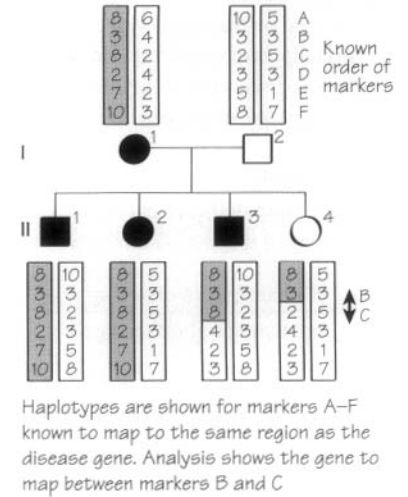 8 6 10 5 A
3 4 3 3 B
8 2 2 5 C
2 4 3 3 D
7 2 5 1 E
10 3 8 7 F
Known
order of
markers
I 1 2
II 1 2 3 4
8 10 8 5 8 10 8 5
3 3 3 3 3 3 3 3 B
8 2 8 5 8 2 2 5 C
2 3 2 3 4 3 4 3
7 5 7 1 2 5 2 1
10 8 10 7 3 8 3 7
Haplotypes are shown for markers A–F
known to map to the same region as the
disease gene. Analysis shows the gene to
map between markers B and C